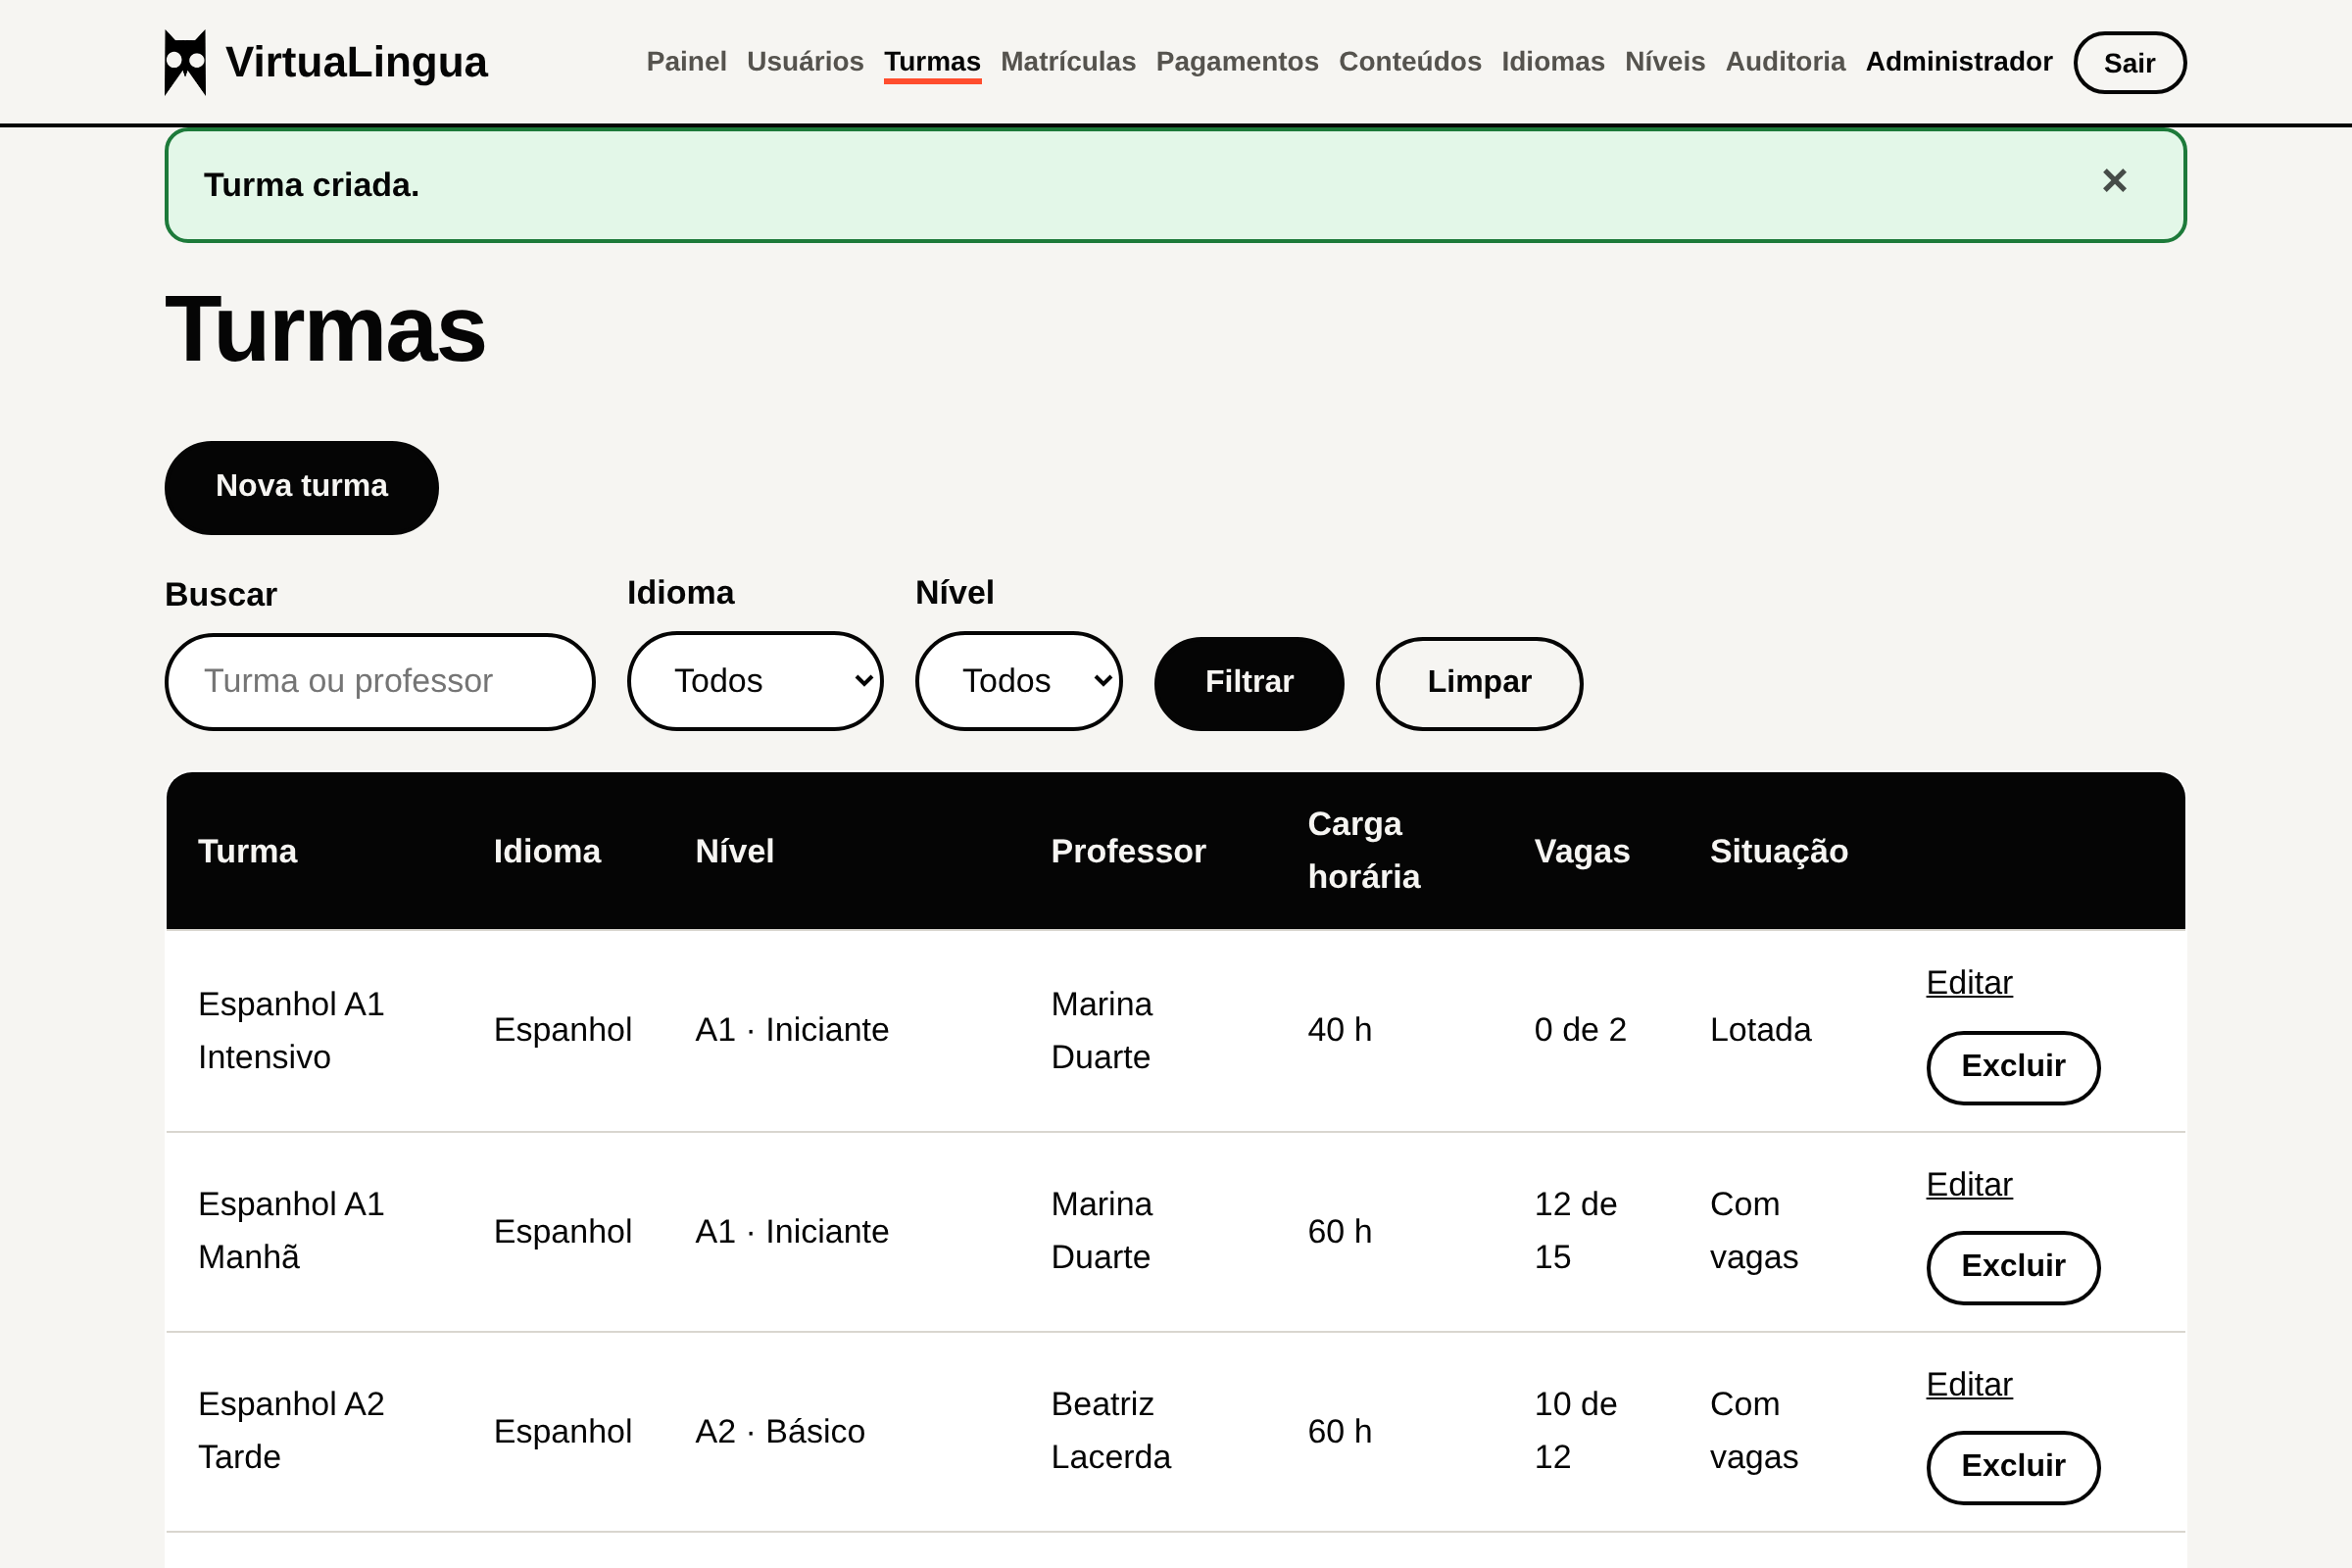 VirtuaLingua
Painel Usuários Turmas Matrículas Pagamentos Conteúdos Idiomas Níveis Auditoria Administrador Sair
Turma criada.
×
Turmas
Nova turma
Buscar Idioma Nível
Turma ou professor Todos Todos Filtrar Limpar
Turma Idioma Nível Professor Carga horária Vagas Situação
Espanhol A1 Intensivo Espanhol A1 · Iniciante Marina Duarte 40 h 0 de 2 Lotada Editar Excluir
Espanhol A1 Manhã Espanhol A1 · Iniciante Marina Duarte 60 h 12 de 15 Com vagas Editar Excluir
Espanhol A2 Tarde Espanhol A2 · Básico Beatriz Lacerda 60 h 10 de 12 Com vagas Editar Excluir